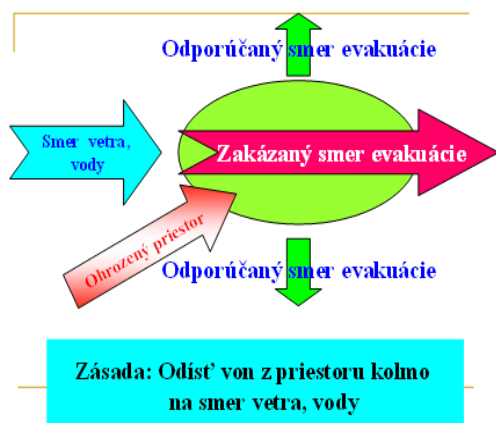 Odporúčaný smer evakuácie
Smer vetra,
vody
Zakázaný smer evakuácie
Ohrozený priestor
Odporúčaný smer evakuácie
Zásada: Odísť von z priestoru kolmo
na smer vetra, vody